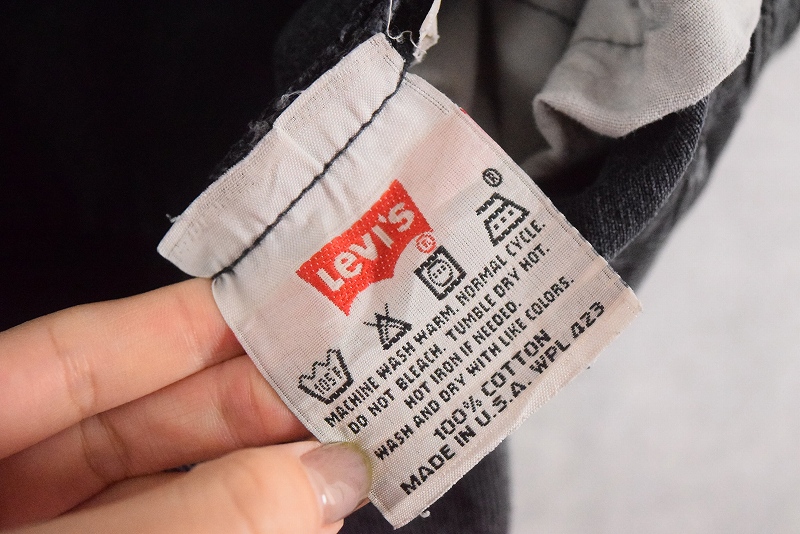 Levi's ®
®
105F
MACHINE WASH WARM. NORMAL CYCLE.
DO NOT BLEACH. TUMBLE DRY HOT.
HOT IRON IF NEEDED.
WASH AND DRY WITH LIKE COLORS.
100% COTTON
MADE IN U.S.A. WPL 423